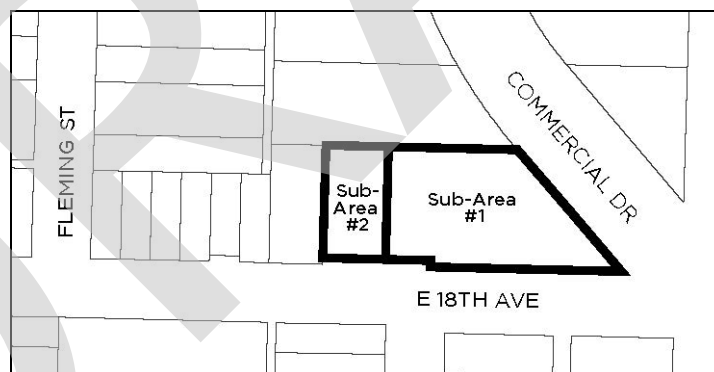 FLEMING ST
COMMERCIAL DR
Sub-
Area
#2
Sub-Area
#1
E 18TH AVE